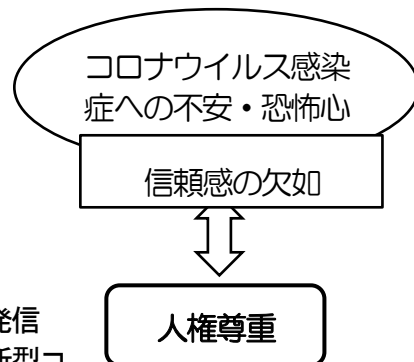 コロナウイルス感染
症への不安・恐怖心
信頼感の欠如
発信
人権尊重
新型コ